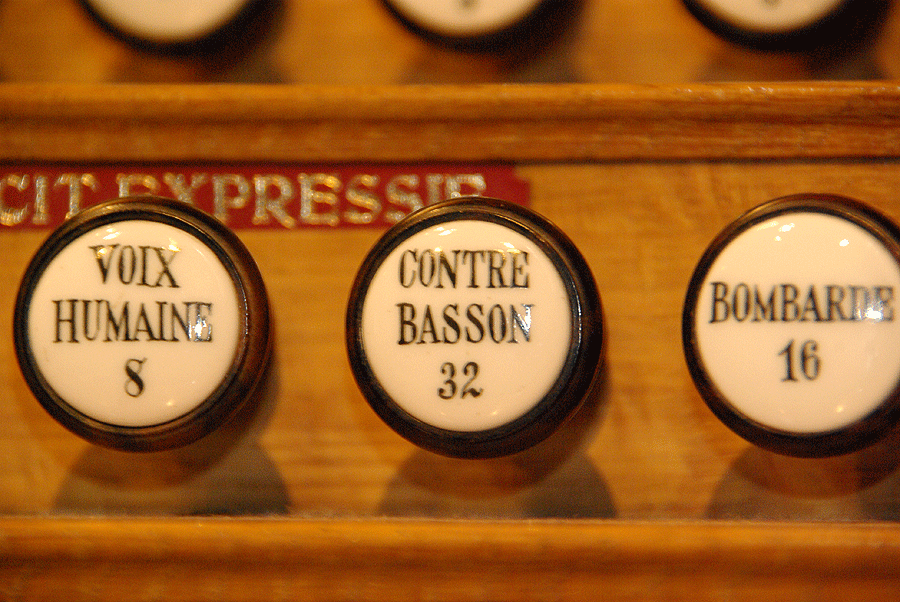 CIT EXPRESSIF
VOIX
HUMAINE
8
CONTRE
BASSON
32
BOMBARDE
16